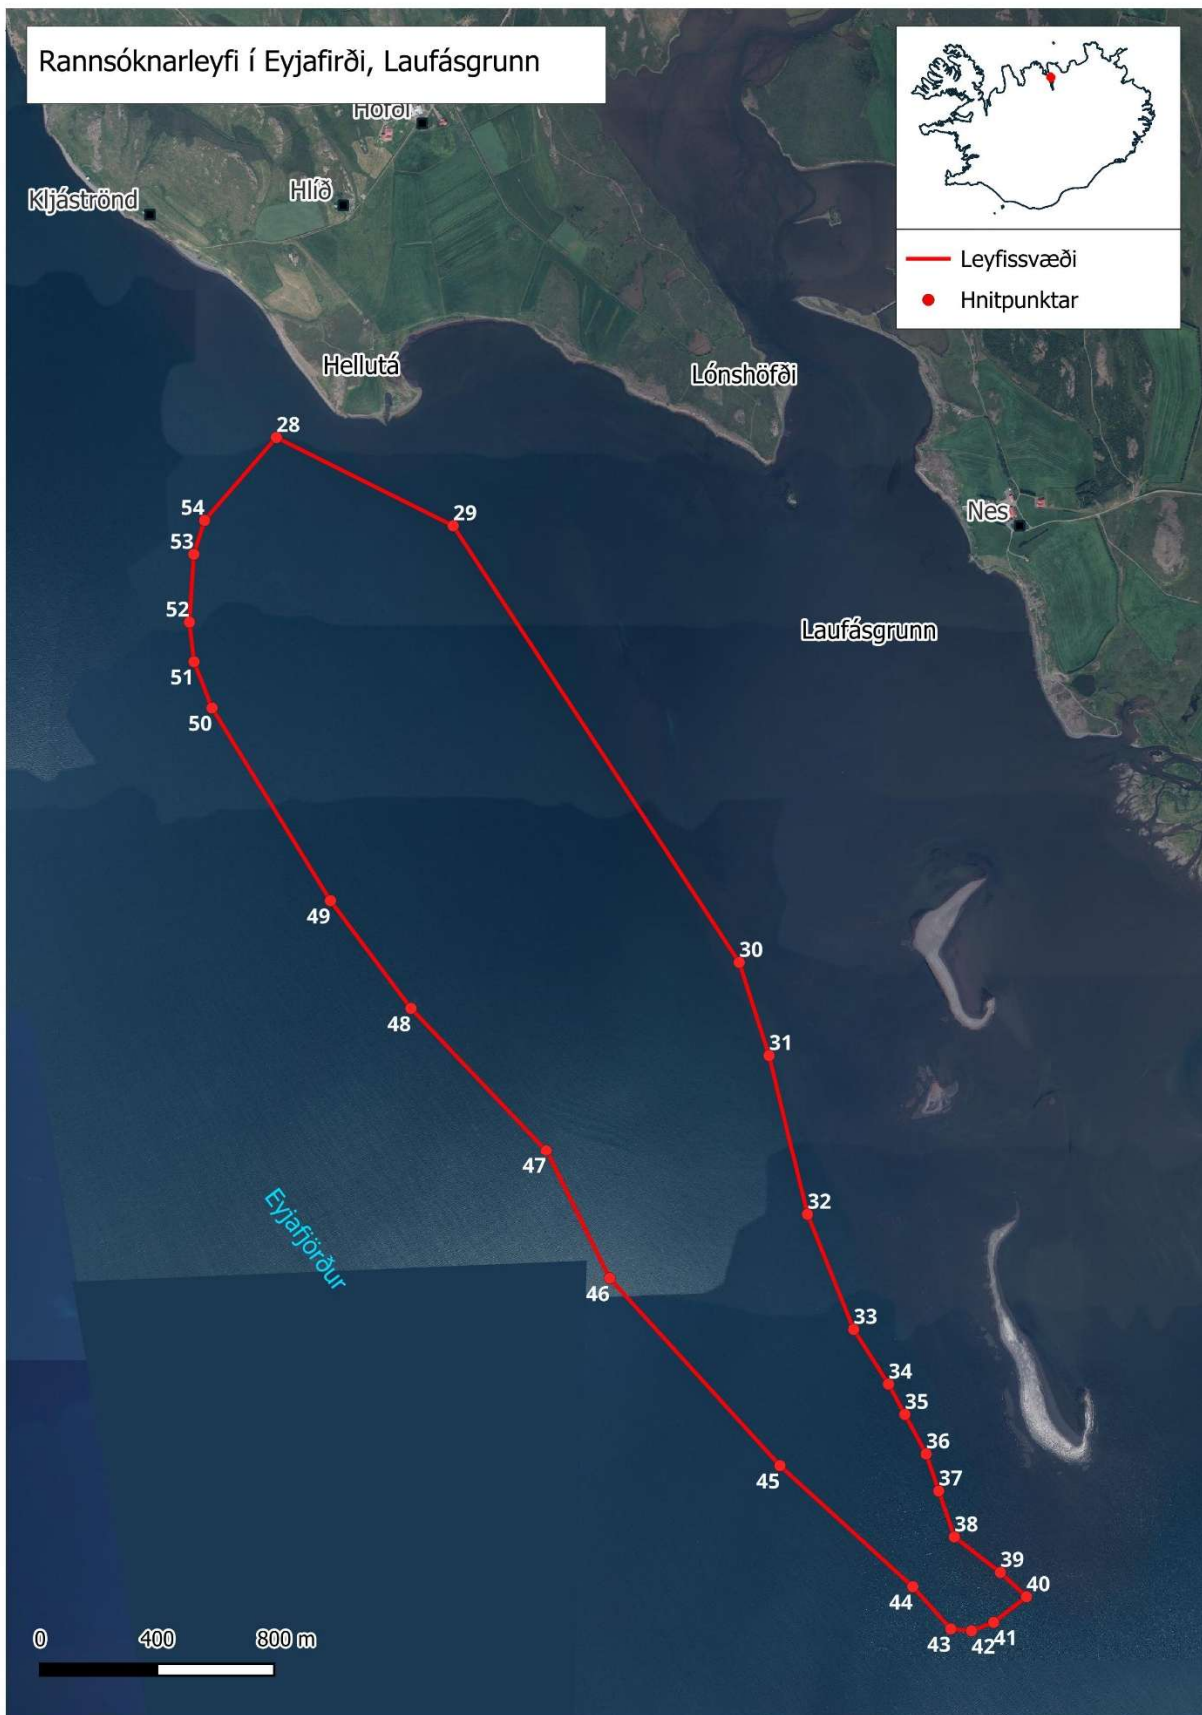 Rannsóknarleyfi í Eyjafirði, Laufásgrunn
Höfði
Kljáströnd
Hlíð
Leyfissvæði
Hnitpunktar
Hellutá
Lónshöfði
28
54
29
Nes
53
52
Laufásgrunn
51
50
49
30
48
31
47
32
Eyjafjörður
46
33
34
35
36
45
37
38
39
44
40
43
42
41
0 400 800 m